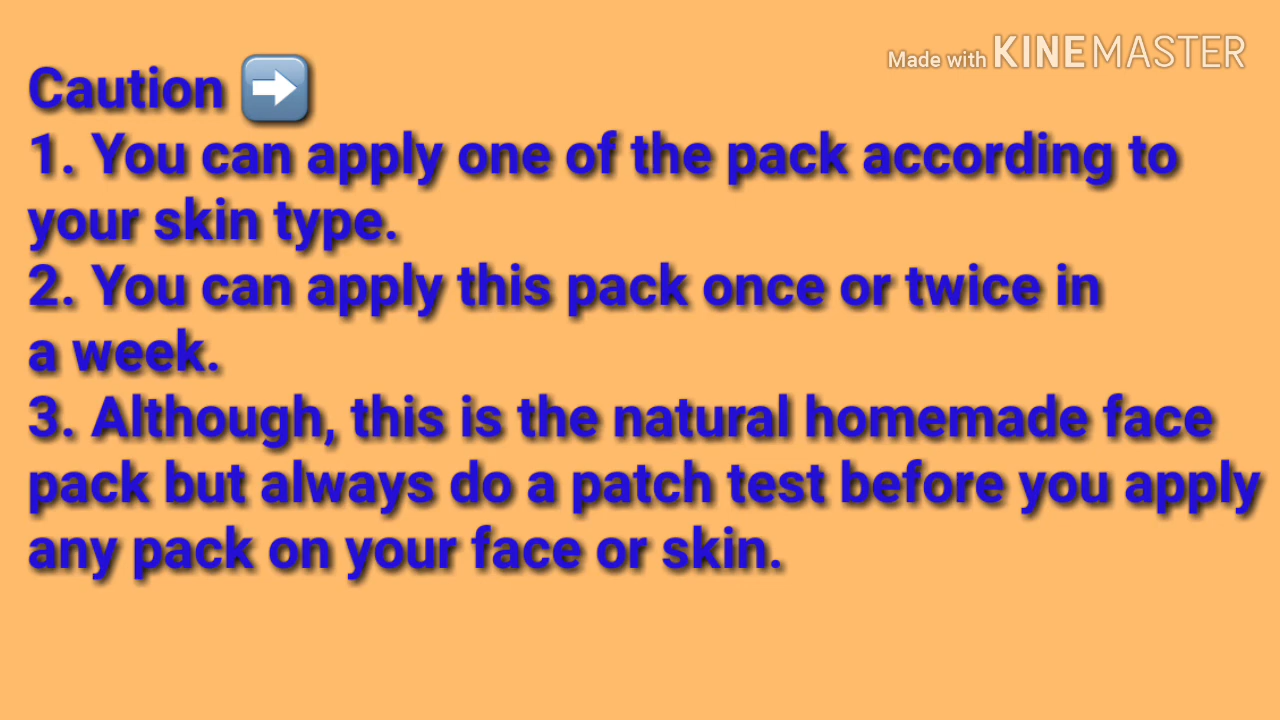 Made with KINEMASTER
Caution ➡️
1. You can apply one of the pack according to
your skin type.
2. You can apply this pack once or twice in
a week.
3. Although, this is the natural homemade face
pack but always do a patch test before you apply
any pack on your face or skin.